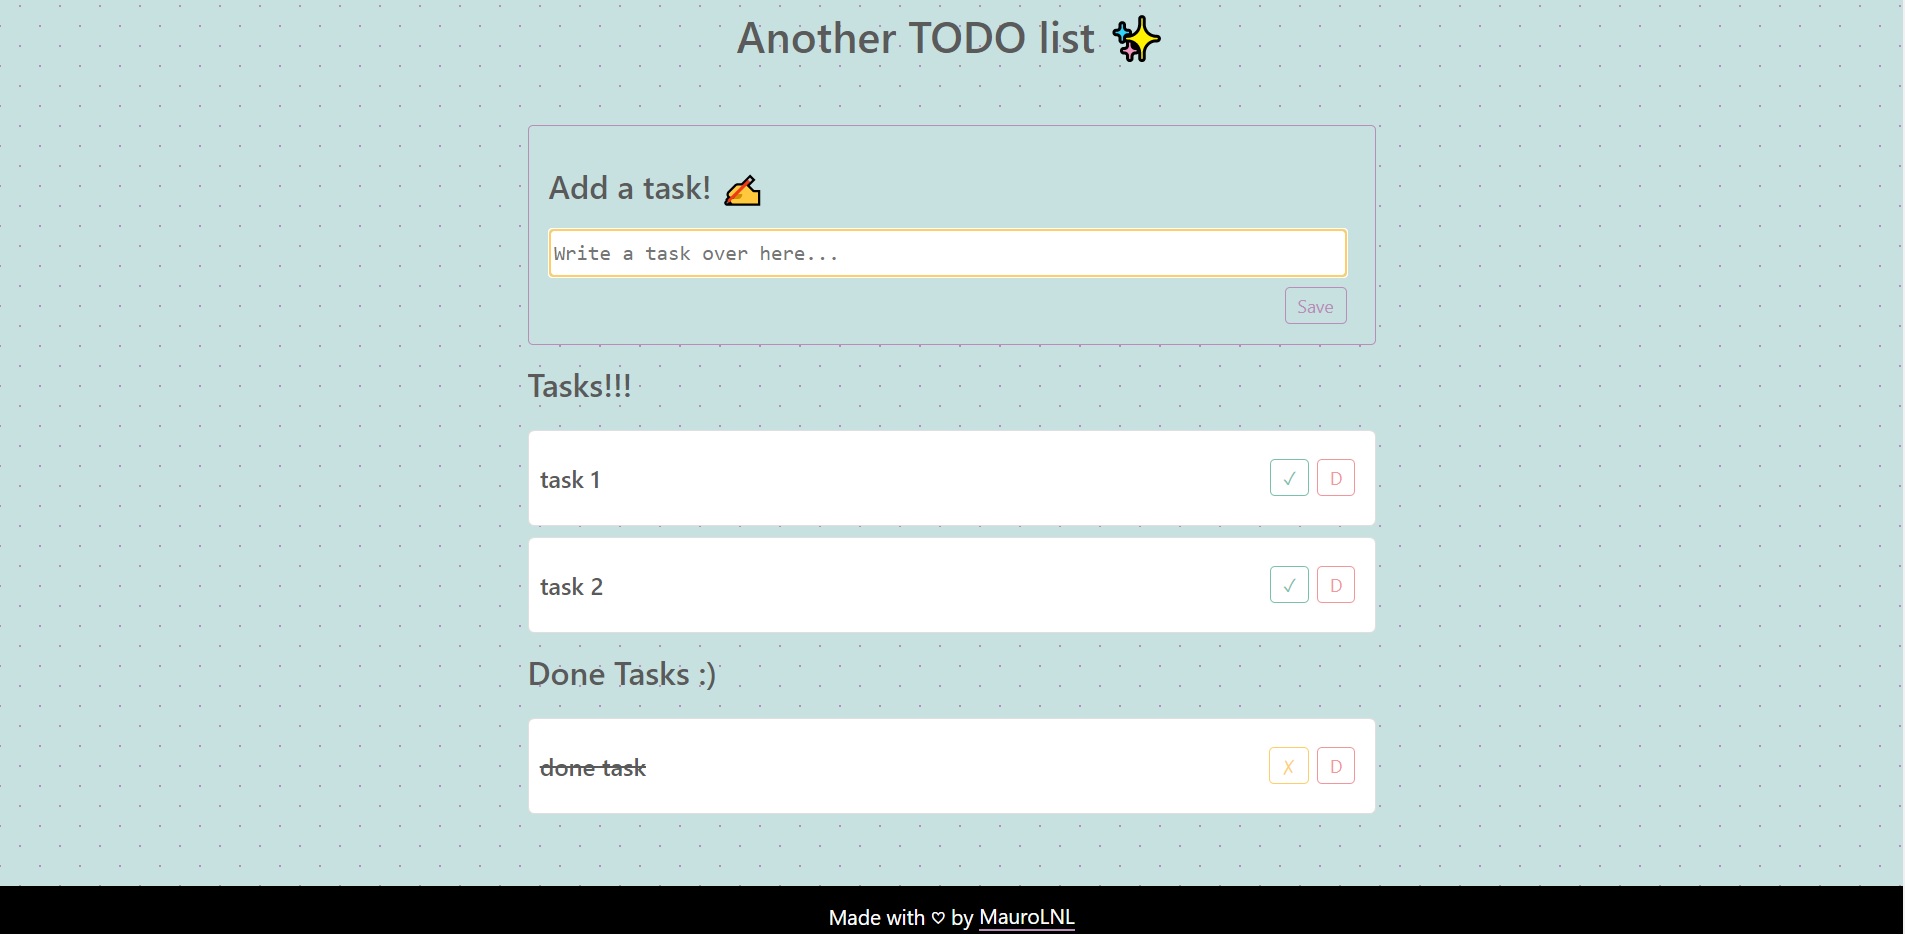 Another TODO list ✨
Add a task! ✍
Write a task over here...
Save
Tasks!!!
task 1 ✓ D
task 2 ✓ D
Done Tasks :)
done task ✗ D
Made with ♡ by MauroLNL